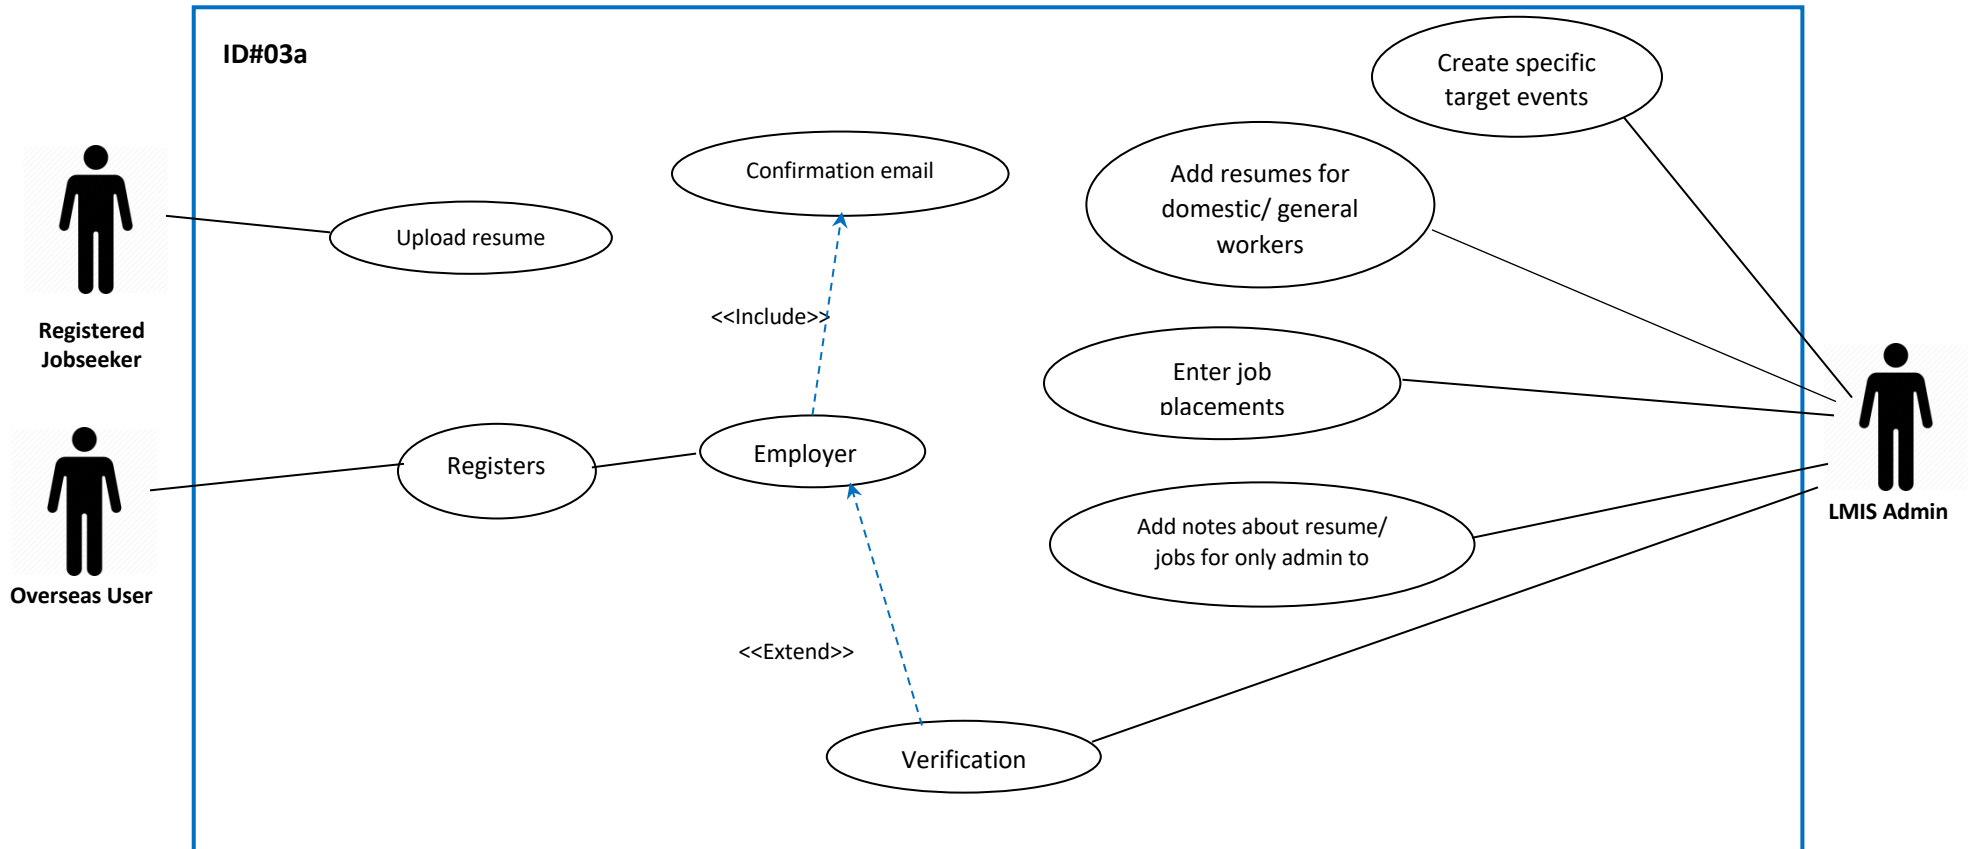 ID#03a
Create specific
target events
Confirmation email
Add resumes for
domestic/ general
workers
Upload resume
<<Include>>
Registered
Jobseeker
Enter job
placements
Registers
Employer
LMIS Admin
Add notes about resume/
jobs for only admin to
Overseas User
<<Extend>>
Verification